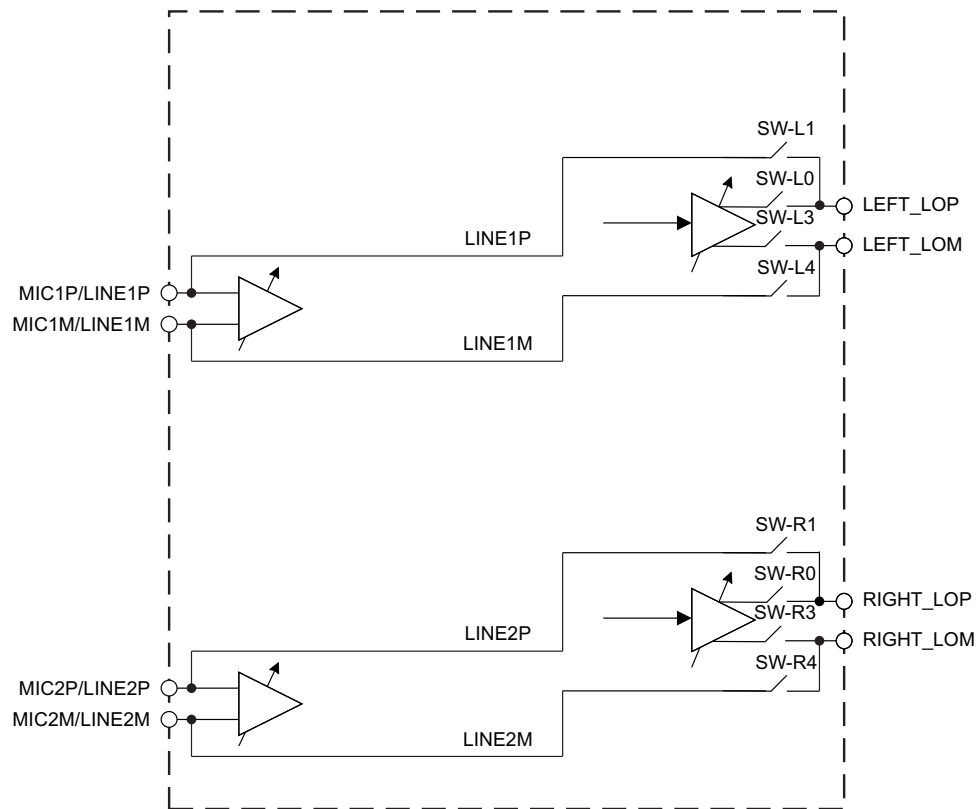 SW-L1
SW-L0
LEFT_LOP
SW-L3
LINE1P
LEFT_LOM
SW-L4
MIC1P/LINE1P
MIC1M/LINE1M
LINE1M
SW-R1
SW-R0
RIGHT_LOP
SW-R3
LINE2P
RIGHT_LOM
SW-R4
MIC2P/LINE2P
MIC2M/LINE2M
LINE2M